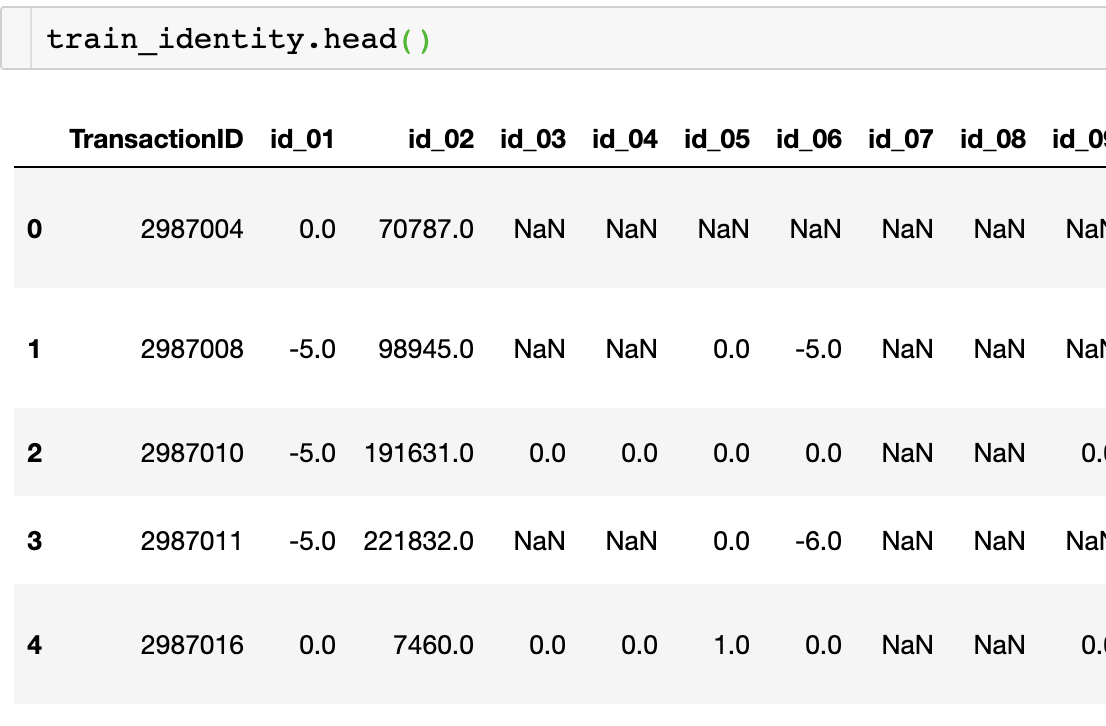 train_identity.head()
TransactionID id_01 id_02 id_03 id_04 id_05 id_06 id_07 id_08
0 2987004 0.0 70787.0 NaN NaN NaN NaN NaN NaN
1 2987008 -5.0 98945.0 NaN NaN 0.0 -5.0 NaN NaN
2 2987010 -5.0 191631.0 0.0 0.0 0.0 0.0 NaN NaN
3 2987011 -5.0 221832.0 NaN NaN 0.0 -6.0 NaN NaN
4 2987016 0.0 7460.0 0.0 0.0 1.0 0.0 NaN NaN